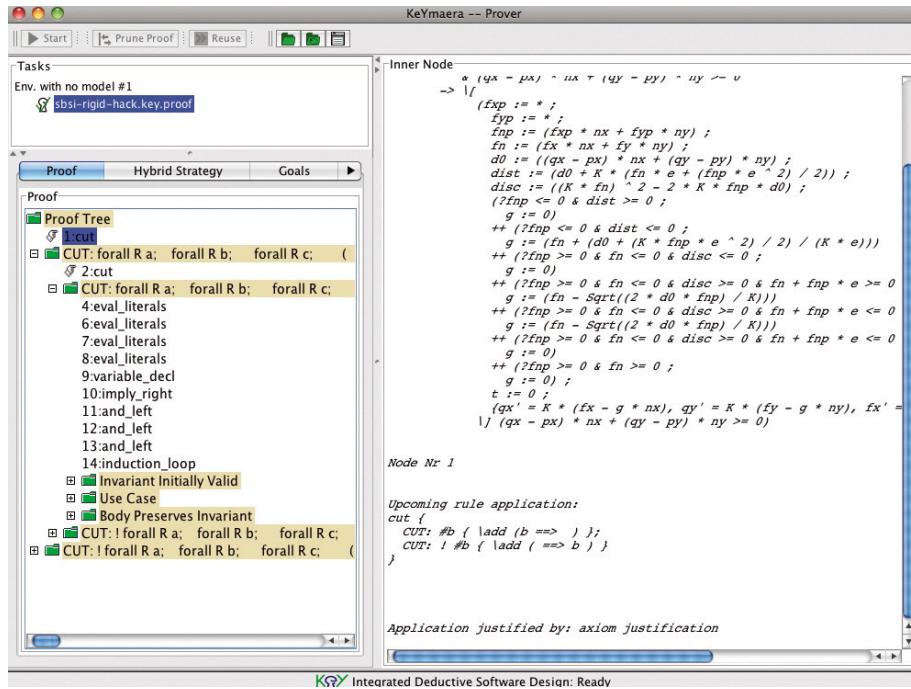 KeYmaera -- Prover
Start Prune Proof Reuse
Tasks
Env. with no model #1
sbsi-rigid-hack.key.proof
Proof Hybrid Strategy Goals
Proof
Proof Tree
1:cut
CUT: forall R a; forall R b; forall R c; (
2:cut
CUT: forall R a; forall R b; forall R c;
4:eval_literals
6:eval_literals
7:eval_literals
8:eval_literals
9:variable_decl
10:imply_right
11:and_left
12:and_left
13:and_left
14:induction_loop
Invariant Initially Valid
Use Case
Body Preserves Invariant
CUT: ! forall R a; forall R b; forall R c;
CUT: ! forall R a; forall R b; forall R c; (
Inner Node
& (qx - px) * nx + (qy - py) * ny >= 0
-> \[
(fxp := * ;
fyp := * ;
fnp := (fxp * nx + fyp * ny) ;
fn := (fx * nx + fy * ny) ;
d0 := ((qx - px) * nx + (qy - py) * ny) ;
dist := (d0 + K * (fn * e + (fnp * e ^ 2) / 2)) ;
disc := ((K * fn) ^ 2 - 2 * K * fnp * d0) ;
(?fnp <= 0 & dist >= 0 ;
g := 0)
++ (?fnp <= 0 & dist <= 0 ;
g := (fn + (d0 + (K * fnp * e ^ 2) / 2) / (K * e)))
++ (?fnp >= 0 & fn <= 0 & disc <= 0 ;
g := 0)
++ (?fnp >= 0 & fn <= 0 & disc >= 0 & fn + fnp * e >= 0
g := (fn - Sqrt((2 * d0 * fnp) / K)))
++ (?fnp >= 0 & fn <= 0 & disc >= 0 & fn + fnp * e <= 0
g := (fn - Sqrt((2 * d0 * fnp) / K)))
++ (?fnp >= 0 & fn <= 0 & disc >= 0 & fn + fnp * e <= 0
g := 0)
++ (?fnp >= 0 & fn >= 0 ;
g := 0) ;
t := 0 ;
{qx' = K * (fx - g * nx), qy' = K * (fy - g * ny), fx' =
\] (qx - px) * nx + (qy - py) * ny >= 0)
Node Nr 1
Upcoming rule application:
cut {
CUT: #b { \add (b ==> ) };
CUT: ! #b { \add ( ==> b ) }
}
Application justified by: axiom justification
KeY Integrated Deductive Software Design: Ready